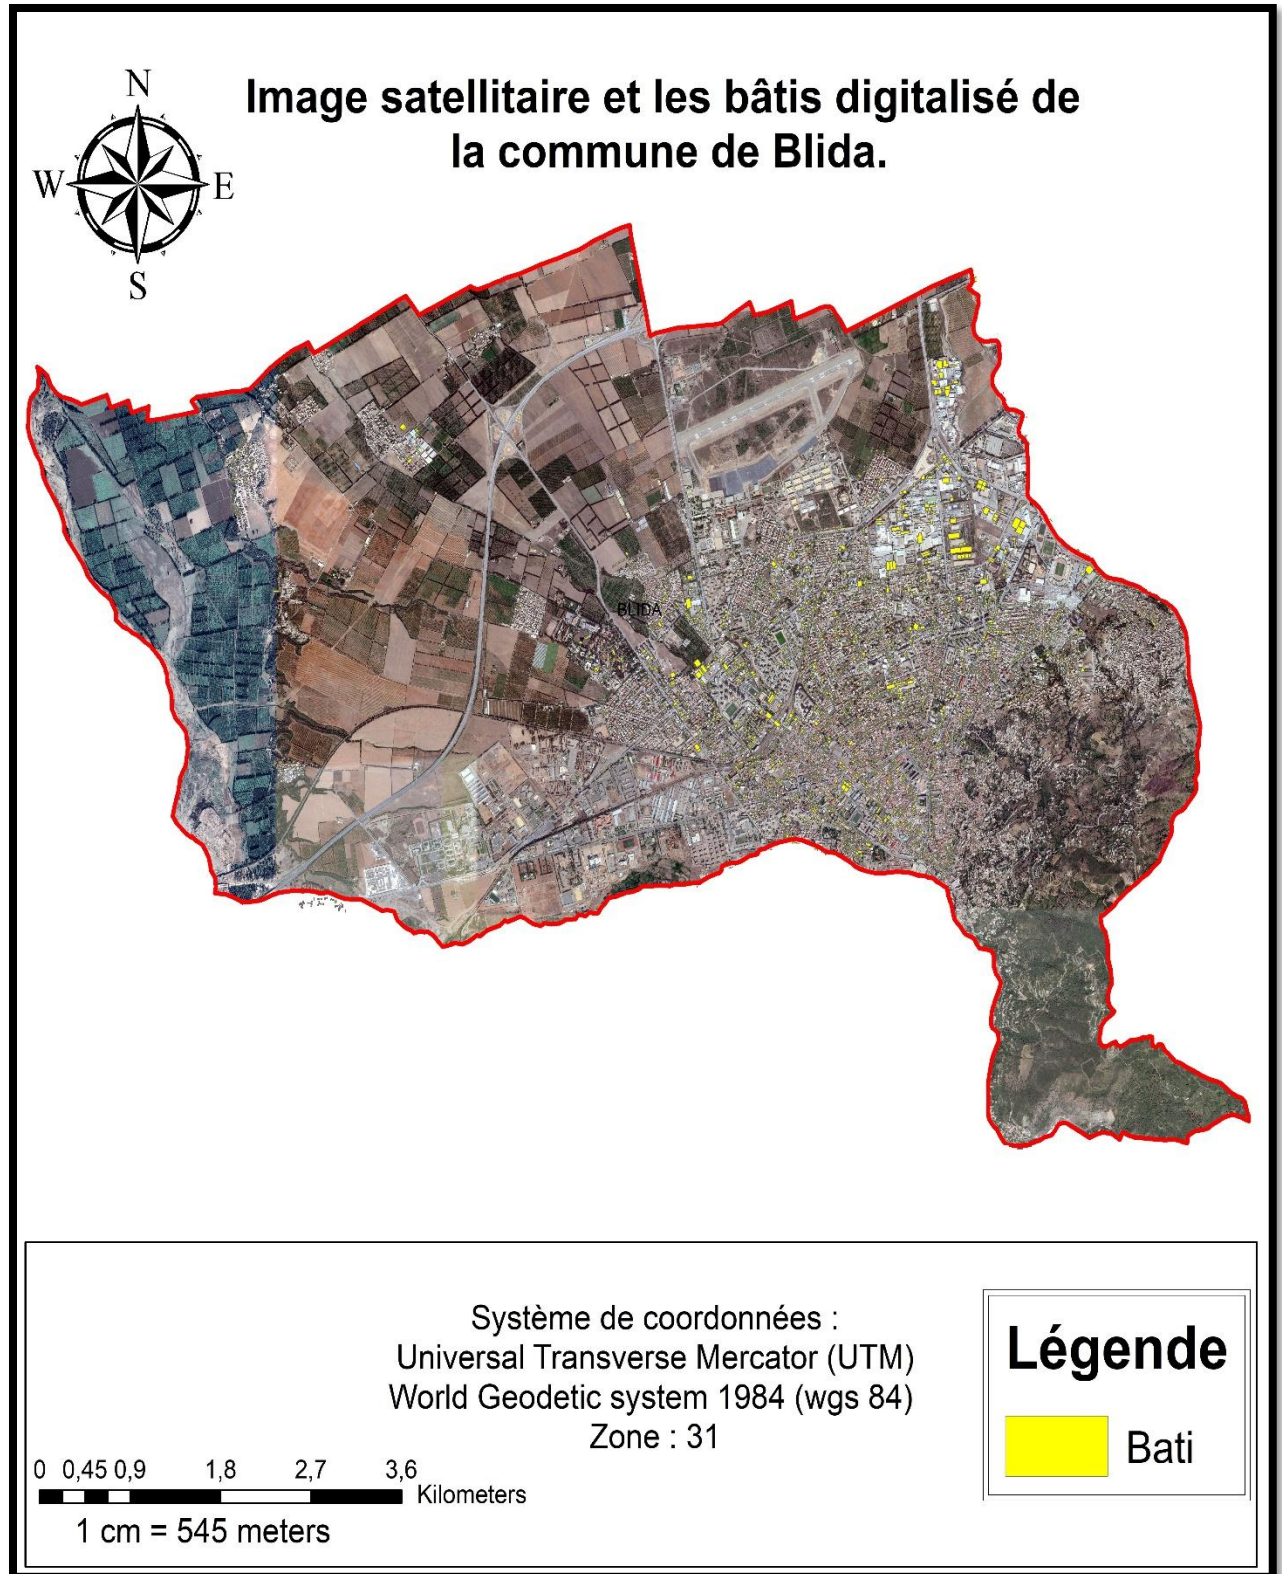 N
W
E
S
Image satellitaire et les bâtis digitalisé de
la commune de Blida.
BLIDA
Système de coordonnées :
Universal Transverse Mercator (UTM)
World Geodetic system 1984 (wgs 84)
Zone : 31
0 0,45 0,9 1,8 2,7 3,6
Kilometers
1 cm = 545 meters
Légende
Bati